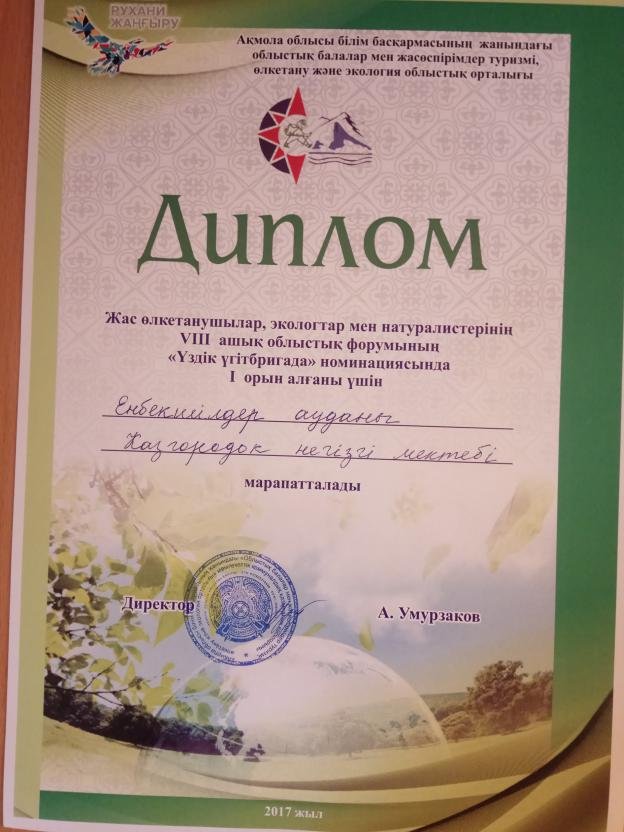 РУХАНИ
ЖАҢҒЫРУ
Ақмола облысы білім басқармасының жанындағы
облыстық балалар мен жасөспірімдер туризмі,
өлкетану және экология облыстық орталығы
Диплом
Жас өлкетанушылар, экологтар мен натуралистерінің
VIII ашық облыстық форумының
«Үздік үгітбригада» номинациясында
I орын алғаны үшін
Енбекшілдер ауданы
Казгородок негізгі мектебі
марапатталады
Директор
А. Умурзаков
2017 жыл